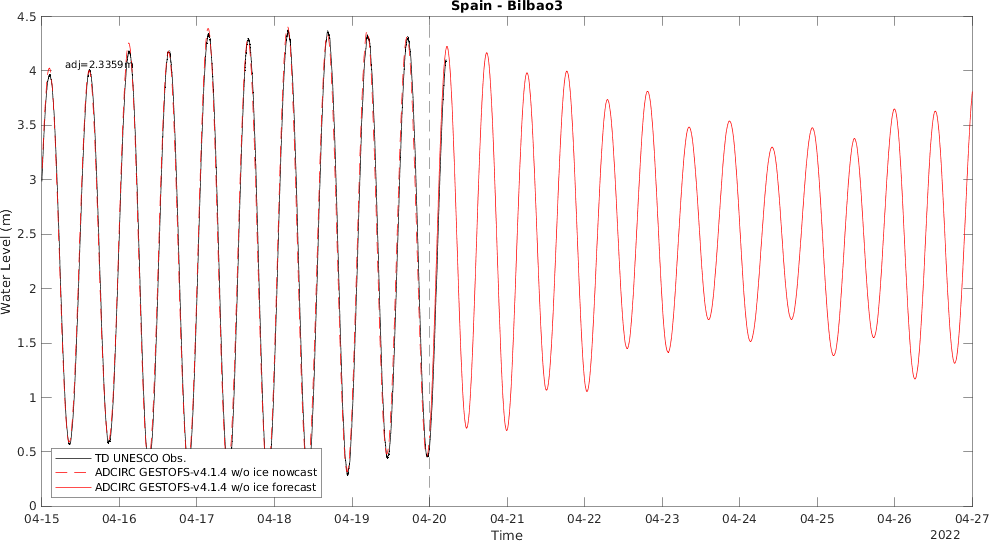 Spain - Bilbao3
4.5
4
3.5
3
2.5
2
1.5
1
0.5
0
Water Level (m)
adj=2.3359m
TD UNESCO Obs.
ADCIRC GESTOFS-v4.1.4 w/o ice nowcast
ADCIRC GESTOFS-v4.1.4 w/o ice forecast
04-15 04-16 04-17 04-18 04-19 04-20 04-21 04-22 04-23 04-24 04-25 04-26 04-27
Time
2022